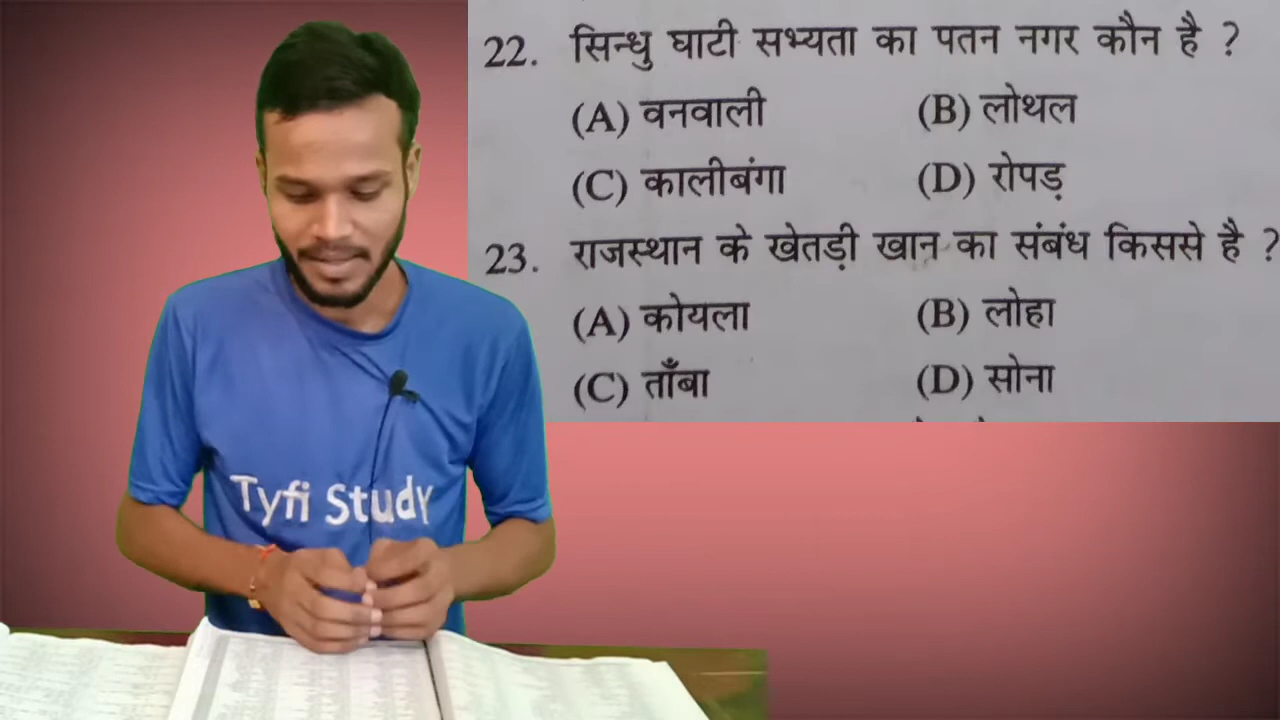 22. सिन्धु घाटी सभ्यता का पतन नगर कौन है ?
(A) वनवाली (B) लोथल
(C) कालीबंगा (D) रोपड़
23. राजस्थान के खेतड़ी खान का संबंध किससे है ?
(A) कोयला (B) लोहा
(C) ताँबा (D) सोना
Tyfi Study